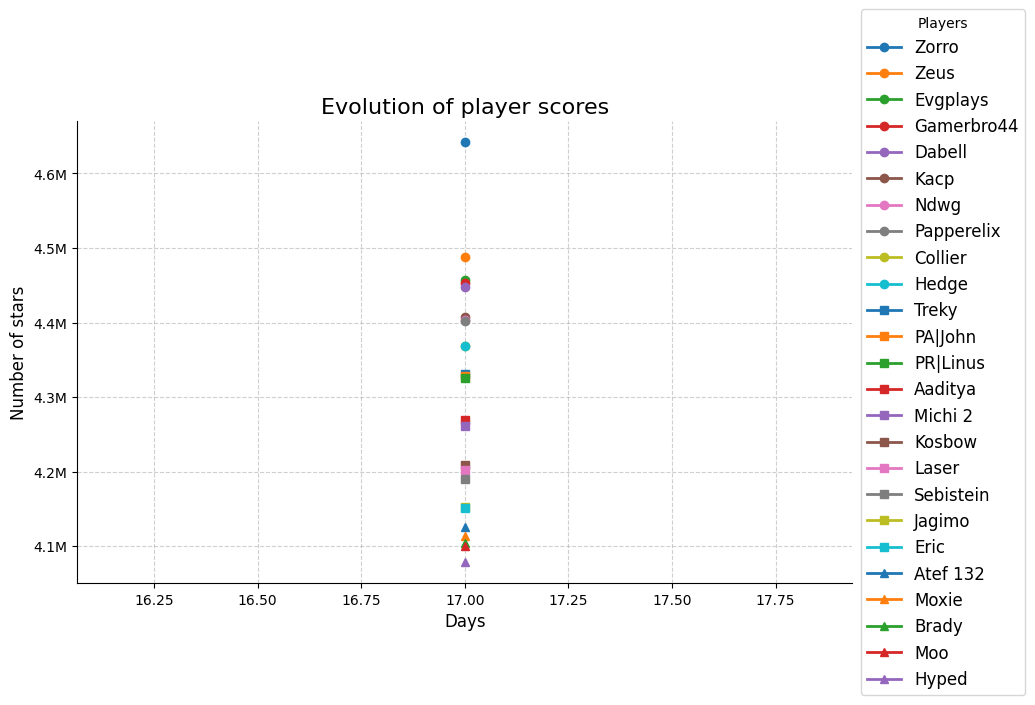 Evolution of player scores
Number of stars
4.6M
4.5M
4.4M
4.3M
4.2M
4.1M
16.25
16.50
16.75
17.00
17.25
17.50
17.75
Days
Players
Zorro
Zeus
Evgplays
Gamerbro44
Dabell
Kacp
Ndwg
Papperelix
Collier
Hedge
Treky
PA|John
PR|Linus
Aaditya
Michi 2
Kosbow
Laser
Sebistein
Jagimo
Eric
Atef 132
Moxie
Brady
Moo
Hyped